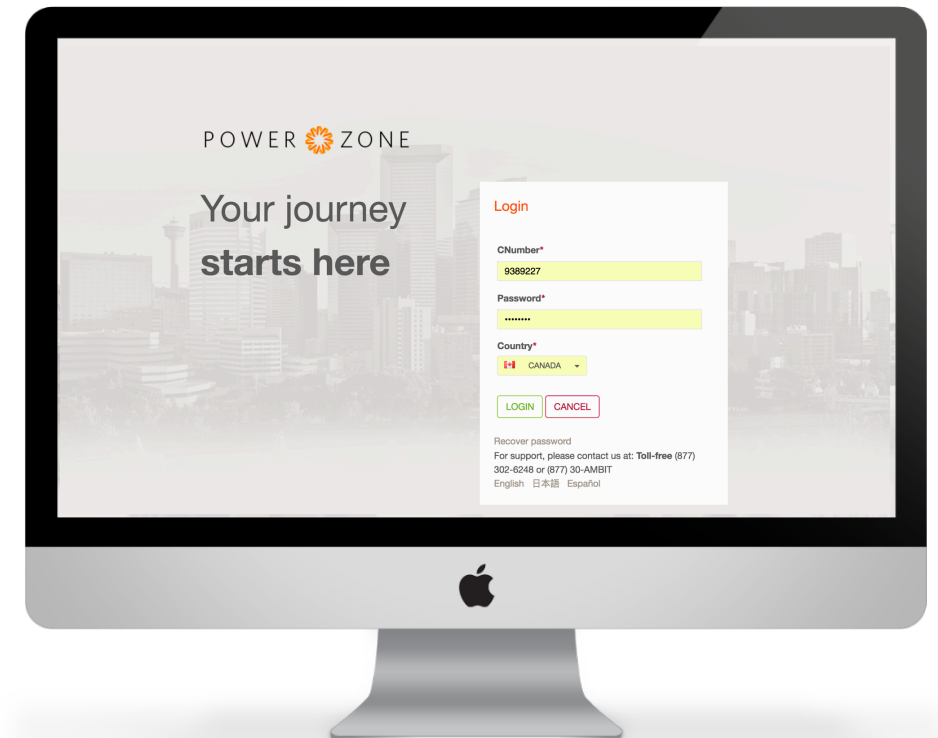 POWER ZONE
Your journey
starts here
Login
CNumber*
9389227
Password*
••••••••
Country*
CANADA
LOGIN CANCEL
Recover password
For support, please contact us at: Toll-free (877)
302-6248 or (877) 30-AMBIT
English 日本語 Español